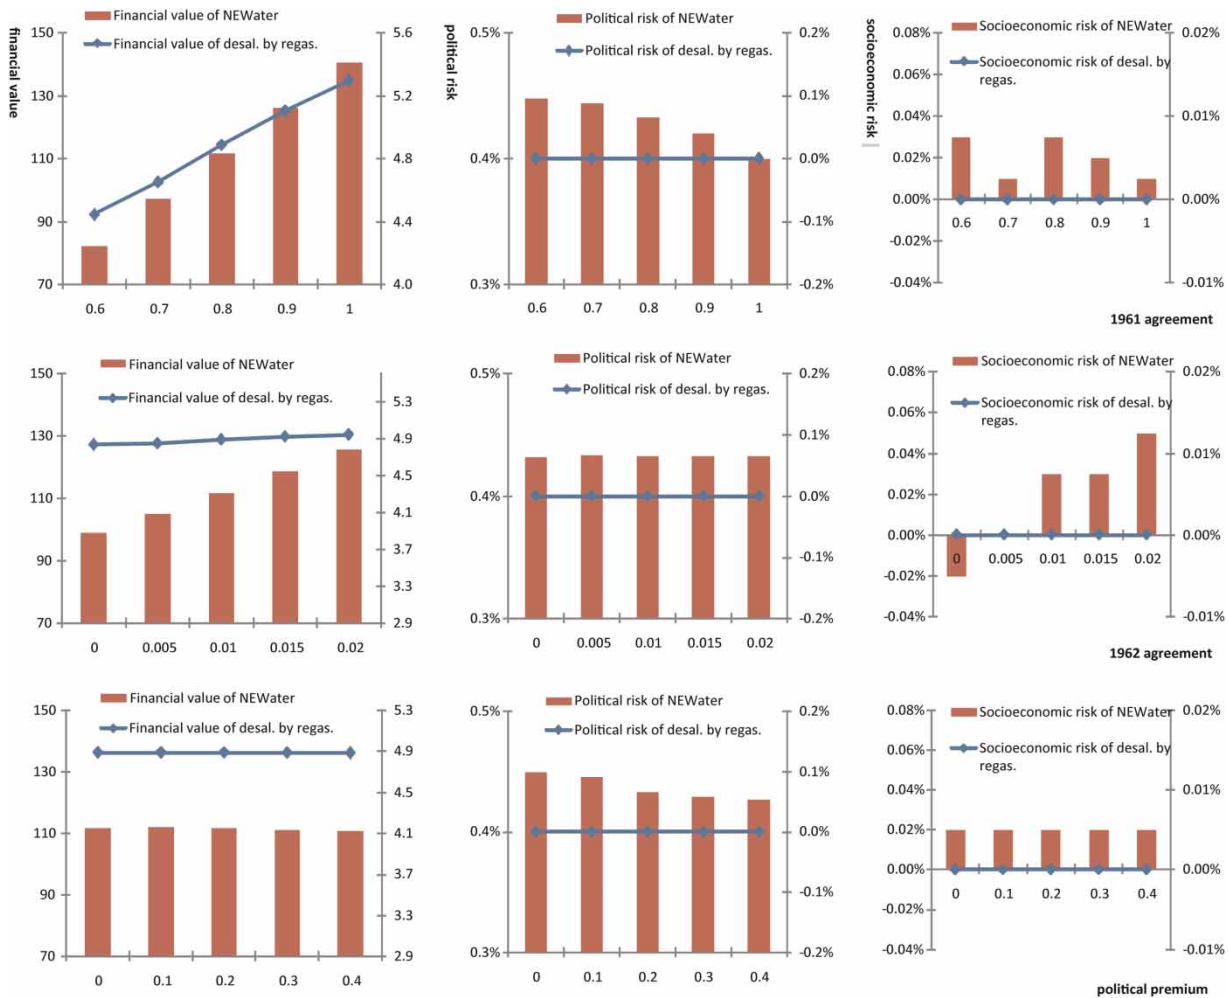 financial value
Financial value of NEWater
Financial value of desal. by regas.
150
130
110
90
70
5.6
5.2
4.8
4.4
4.0
0.6 0.7 0.8 0.9 1
political risk
Political risk of NEWater
Political risk of desal. by regas.
0.5%
0.4%
0.3%
0.2%
0.1%
0.0%
-0.1%
-0.2%
0.6 0.7 0.8 0.9 1
socioeconomic risk
Socioeconomic risk of NEWater
Socioeconomic risk of desal. by
regas.
0.08%
0.06%
0.04%
0.02%
0.00%
-0.02%
-0.04%
0.02%
0.01%
0.00%
-0.01%
0.6 0.7 0.8 0.9 1
1961 agreement
Financial value of NEWater
Financial value of desal. by regas.
150
130
110
90
70
5.3
4.9
4.5
4.1
3.7
3.3
2.9
0 0.005 0.01 0.015 0.02
Political risk of NEWater
Political risk of desal. by regas.
0.5%
0.4%
0.3%
0.2%
0.1%
0.0%
-0.1%
-0.2%
0 0.005 0.01 0.015 0.02
Socioeconomic risk of NEWater
Socioeconomic risk of desal. by
regas.
0.08%
0.06%
0.04%
0.02%
0.00%
-0.02%
-0.04%
0.02%
0.01%
0.00%
-0.01%
0 0.005 0.01 0.015 0.02
1962 agreement
Financial value of NEWater
Financial value of desal. by regas.
150
130
110
90
70
5.3
4.9
4.5
4.1
3.7
3.3
2.9
0 0.1 0.2 0.3 0.4
Political risk of NEWater
Political risk of desal. by regas.
0.5%
0.4%
0.3%
0.2%
0.1%
0.0%
-0.1%
-0.2%
0 0.1 0.2 0.3 0.4
Socioeconomic risk of NEWater
Socioeconomic risk of desal. by
regas.
0.08%
0.06%
0.04%
0.02%
0.00%
-0.02%
-0.04%
0.02%
0.01%
0.00%
-0.01%
0 0.1 0.2 0.3 0.4
political premium